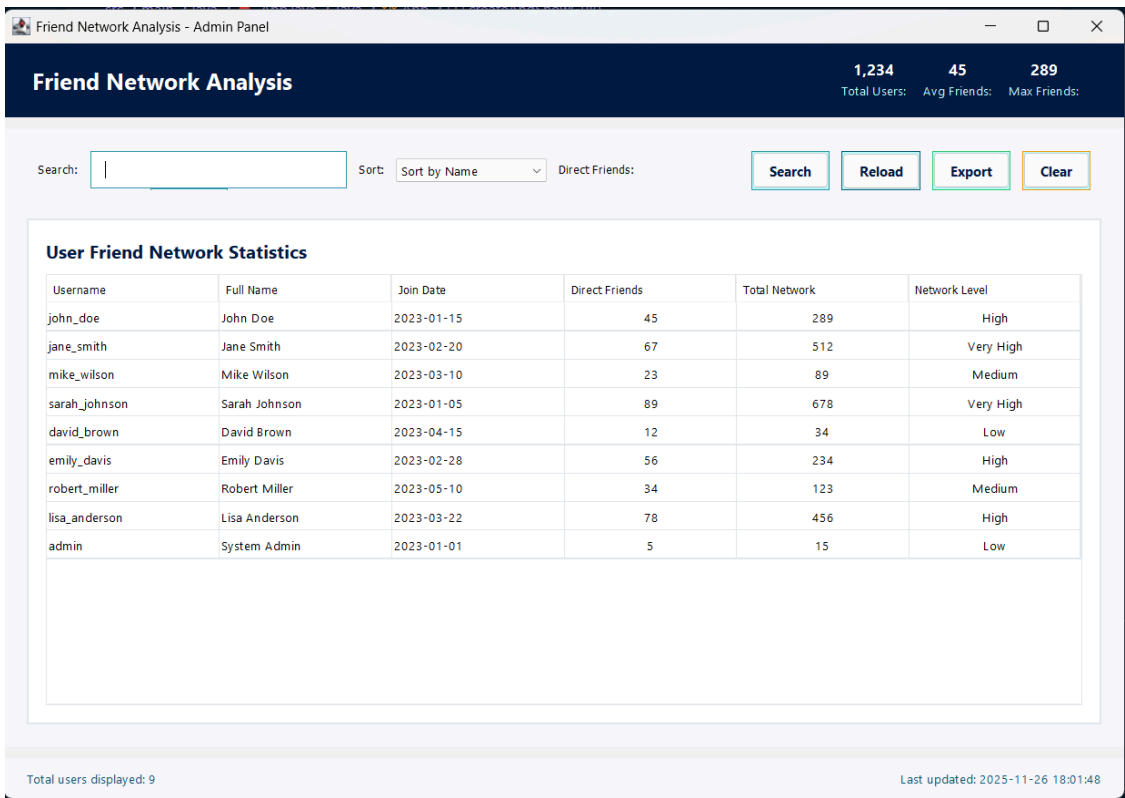 Friend Network Analysis - Admin Panel
Friend Network Analysis
1,234 45 289
Total Users: Avg Friends: Max Friends:
Search: Sort: Sort by Name Direct Friends: Search Reload Export Clear
User Friend Network Statistics
Username Full Name Join Date Direct Friends Total Network Network Level
john_doe John Doe 2023-01-15 45 289 High
jane_smith Jane Smith 2023-02-20 67 512 Very High
mike_wilson Mike Wilson 2023-03-10 23 89 Medium
sarah_johnson Sarah Johnson 2023-01-05 89 678 Very High
david_brown David Brown 2023-04-15 12 34 Low
emily_davis Emily Davis 2023-02-28 56 234 High
robert_miller Robert Miller 2023-05-10 34 123 Medium
lisa_anderson Lisa Anderson 2023-03-22 78 456 High
admin System Admin 2023-01-01 5 15 Low
Total users displayed: 9 Last updated: 2025-11-26 18:01:48